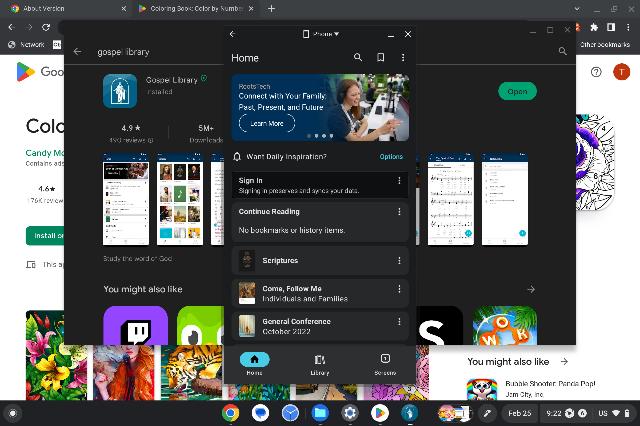 About Version
Coloring Book: Color by Number
Network
Other bookmarks
gospel library
Gospel Library
Installed
Open
4.9 ★
490 reviews
5M+
Downloads
Study the word of God
You might also like
Phone
Home
RootsTech
Connect with Your Family:
Past, Present, and Future
Learn More
Want Daily Inspiration?
Options
Sign In
Signing in preserves and syncs your data.
Continue Reading
No bookmarks or history items.
Scriptures
Come, Follow Me
Individuals and Families
General Conference
October 2022
Home
Library
Screens
Goo
T
Colo
Candy Mo
Contains ads
4.6★
176K reviews
Install on
This ap
You might also like
Bubble Shooter: Panda Pop!
Jam City, Inc.
WORK
Feb 25
9:22
US